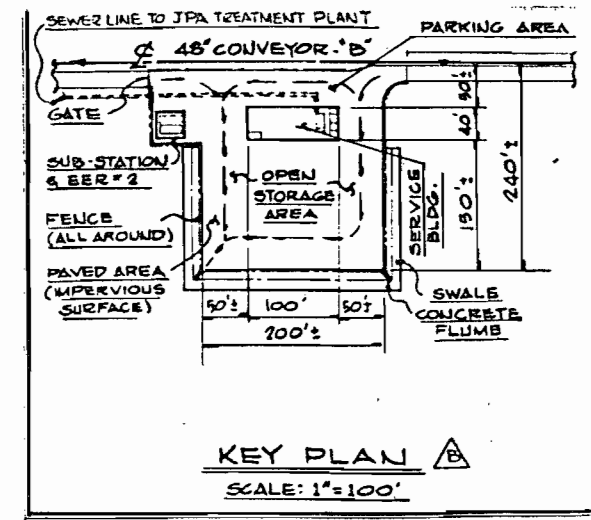 SEWER LINE TO JPA TREATMENT PLANT
PARKING AREA
℄ 48" CONVEYOR-"B"
GATE
SUB-STATION
& EER #2
OPEN
STORAGE
AREA
SERVICE
BLDG.
50'±
40'
150'±
240'±
FENCE
(ALL AROUND)
PAVED AREA
(IMPERVIOUS
SURFACE)
50'± 100' 50'±
200'±
SWALE
CONCRETE
FLUME
KEY PLAN B
SCALE: 1"=100'